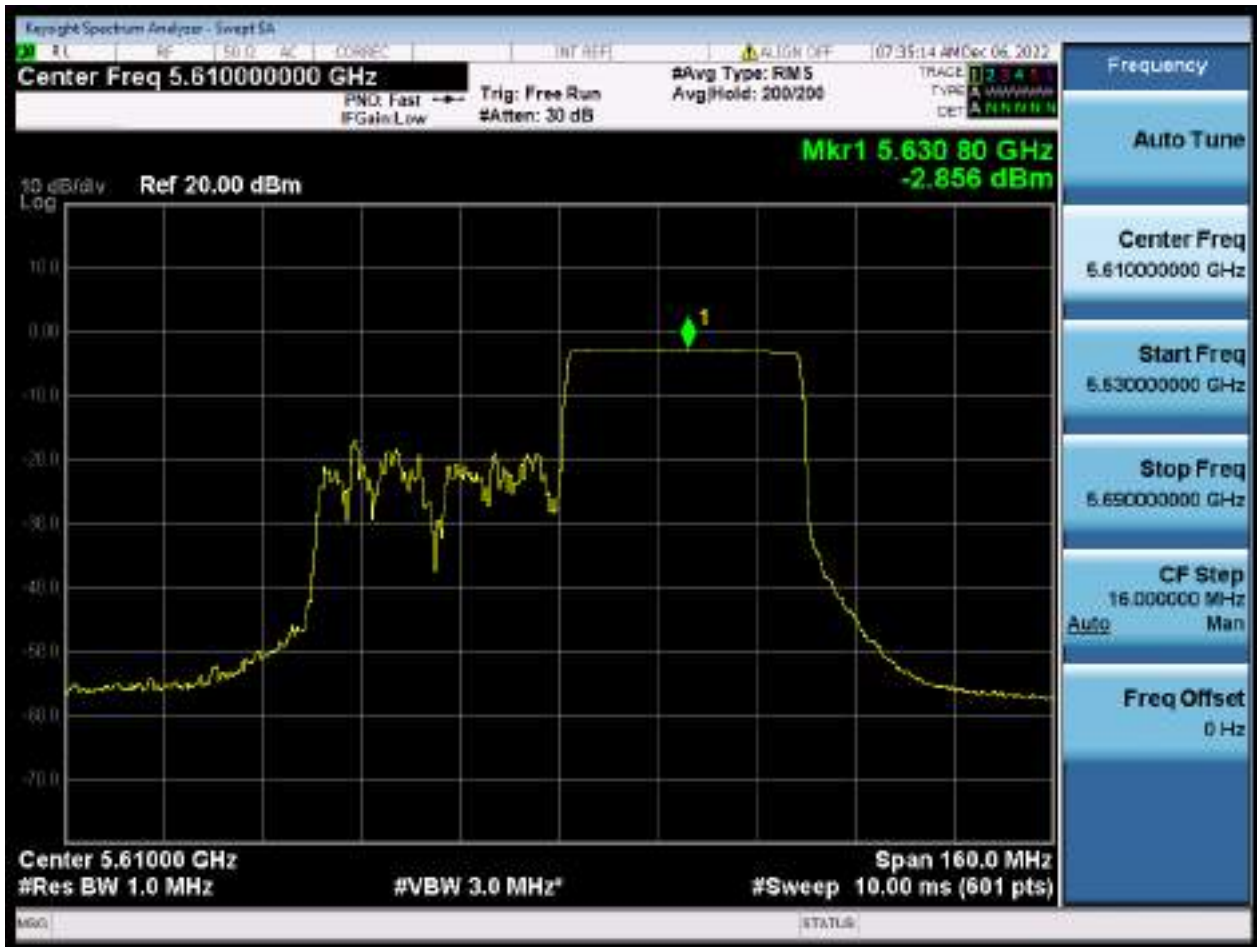 Keysight Spectrum Analyzer - Swept SA
RL RF 50 Ω AC CORREC INT REF ALIGN OFF 07:35:14 AM Dec 06, 2022
Center Freq 5.610000000 GHz
PNO: Fast
IFGain:Low
Trig: Free Run
#Atten: 30 dB
#Avg Type: RMS
Avg|Hold: 200/200
TRACE 1 2 3 4 5 6
TYPE A WWWWW
DET A N N N N N
Mkr1 5.630 80 GHz
-2.856 dBm
10 dB/div Ref 20.00 dBm
Log
10.0
0.00
-10.0
-20.0
-30.0
-40.0
-50.0
-60.0
-70.0
1
Center 5.61000 GHz
Span 160.0 MHz
#Res BW 1.0 MHz
#VBW 3.0 MHz*
#Sweep 10.00 ms (601 pts)
MSG
STATUS
Frequency
Auto Tune
Center Freq
5.610000000 GHz
Start Freq
5.530000000 GHz
Stop Freq
5.690000000 GHz
CF Step
16.000000 MHz
Auto Man
Freq Offset
0 Hz